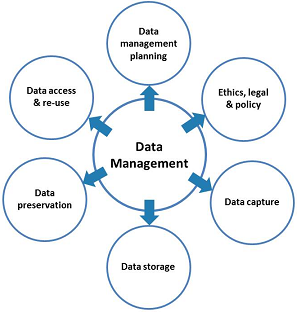 Data
management
planning
Ethics, legal
& policy
Data capture
Data storage
Data
preservation
Data access
& re-use
Data
Management